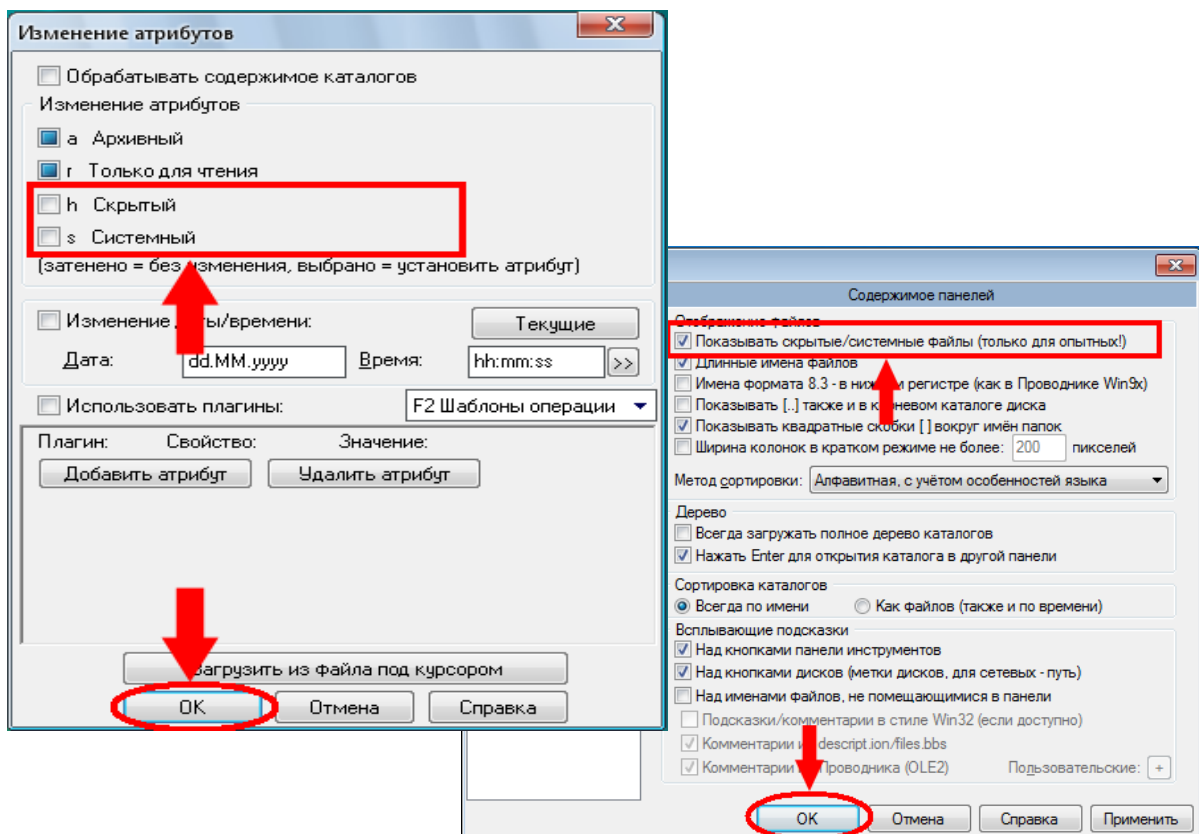 Изменение атрибутов
Обрабатывать содержимое каталогов
Изменение атрибутов
a Архивный
r Только для чтения
h Скрытый
s Системный
(затенено = без изменения, выбрано = установить атрибут)
Изменение ты/времени:
Текущие
Дата:
dd.MM.yyyy
Время:
hh:mm:ss
>>
Использовать плагины:
F2 Шаблоны операции
Плагин: Свойство: Значение:
Добавить атрибут
Удалить атрибут
агрузить из файла под курсором
OK
Отмена
Справка
Содержимое панелей
Отображение файлов
Показывать скрытые/системные файлы (только для опытных!)
Длинные имена файлов
Имена формата 8.3 - в ниж м регистре (как в Проводнике Win9x)
Показывать [..] также и в к рневом каталоге диска
Показывать квадратные скобки [ ] вокруг имён папок
Ширина колонок в кратком режиме не более: 200 пикселей
Метод сортировки: Алфавитная, с учётом особенностей языка
Дерево
Всегда загружать полное дерево каталогов
Нажать Enter для открытия каталога в другой панели
Сортировка каталогов
Всегда по имени
Как файлов (также и по времени)
Всплывающие подсказки
Над кнопками панели инструментов
Над кнопками дисков (метки дисков, для сетевых - путь)
Над именами файлов, не помещающимися в панели
Подсказки/комментарии в стиле Win32 (если доступно)
Комментарии и descript.ion/files.bbs
Комментарии Проводника (OLE2)
Пользовательские: +
OK
Отмена
Справка
Применить